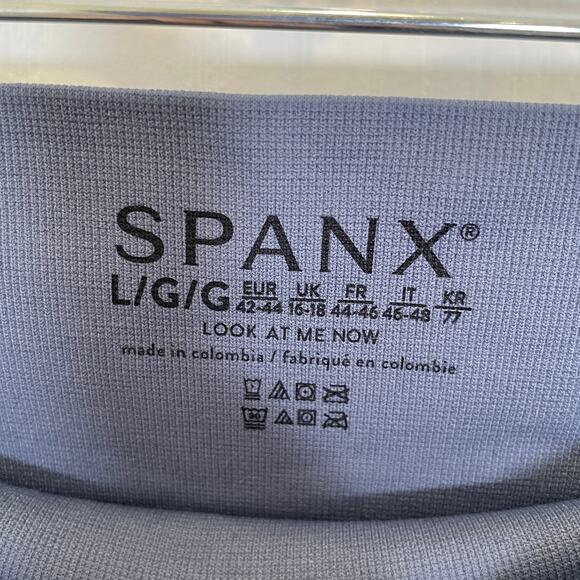 SPANX®
L/G/G EUR 42-44 UK 16-18 FR 44-46 IT 46-48 KR 77
LOOK AT ME NOW
made in colombia / fabriqué en colombie
30